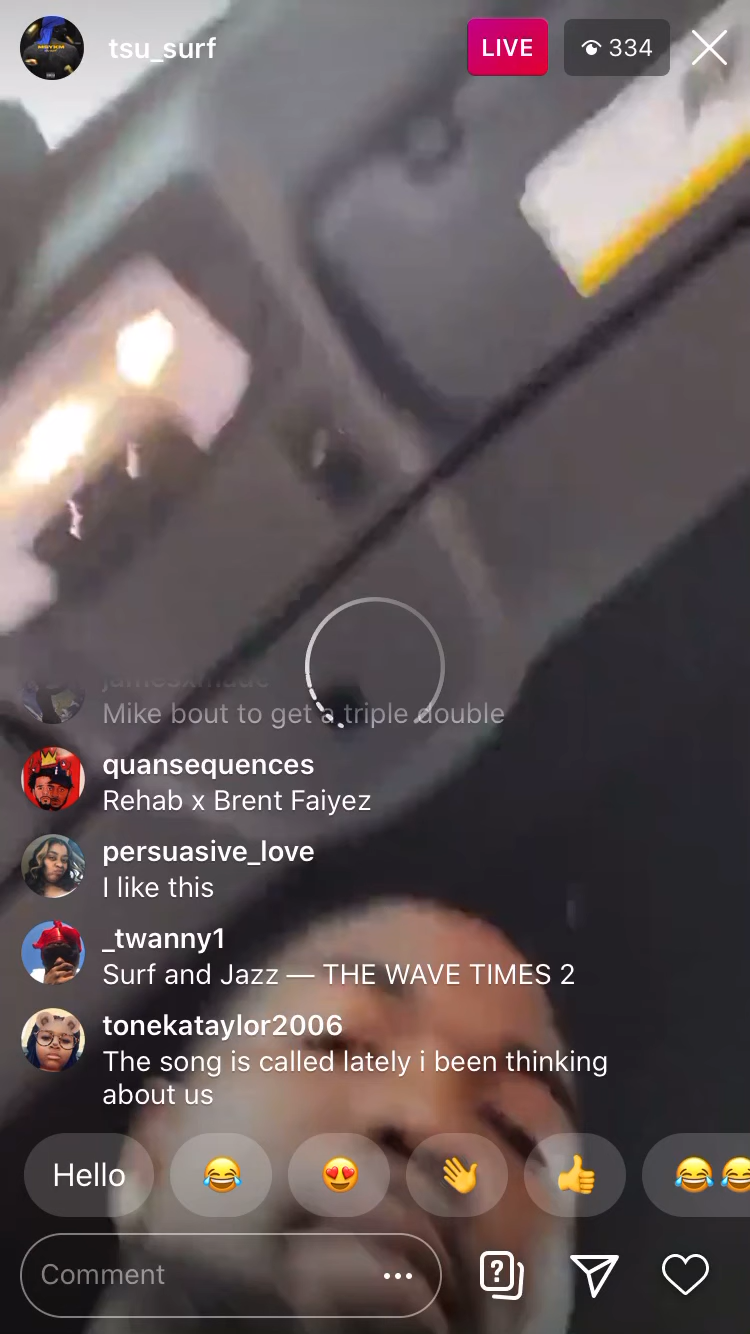 tsu_surf
LIVE
334
Mike bout to get a triple double
quansequences
Rehab x Brent Faiyez
persuasive_love
I like this
_twanny1
Surf and Jazz — THE WAVE TIMES 2
tonekataylor2006
The song is called lately i been thinking
about us
Hello 😂 😍 👋 👍 😂😂
Comment